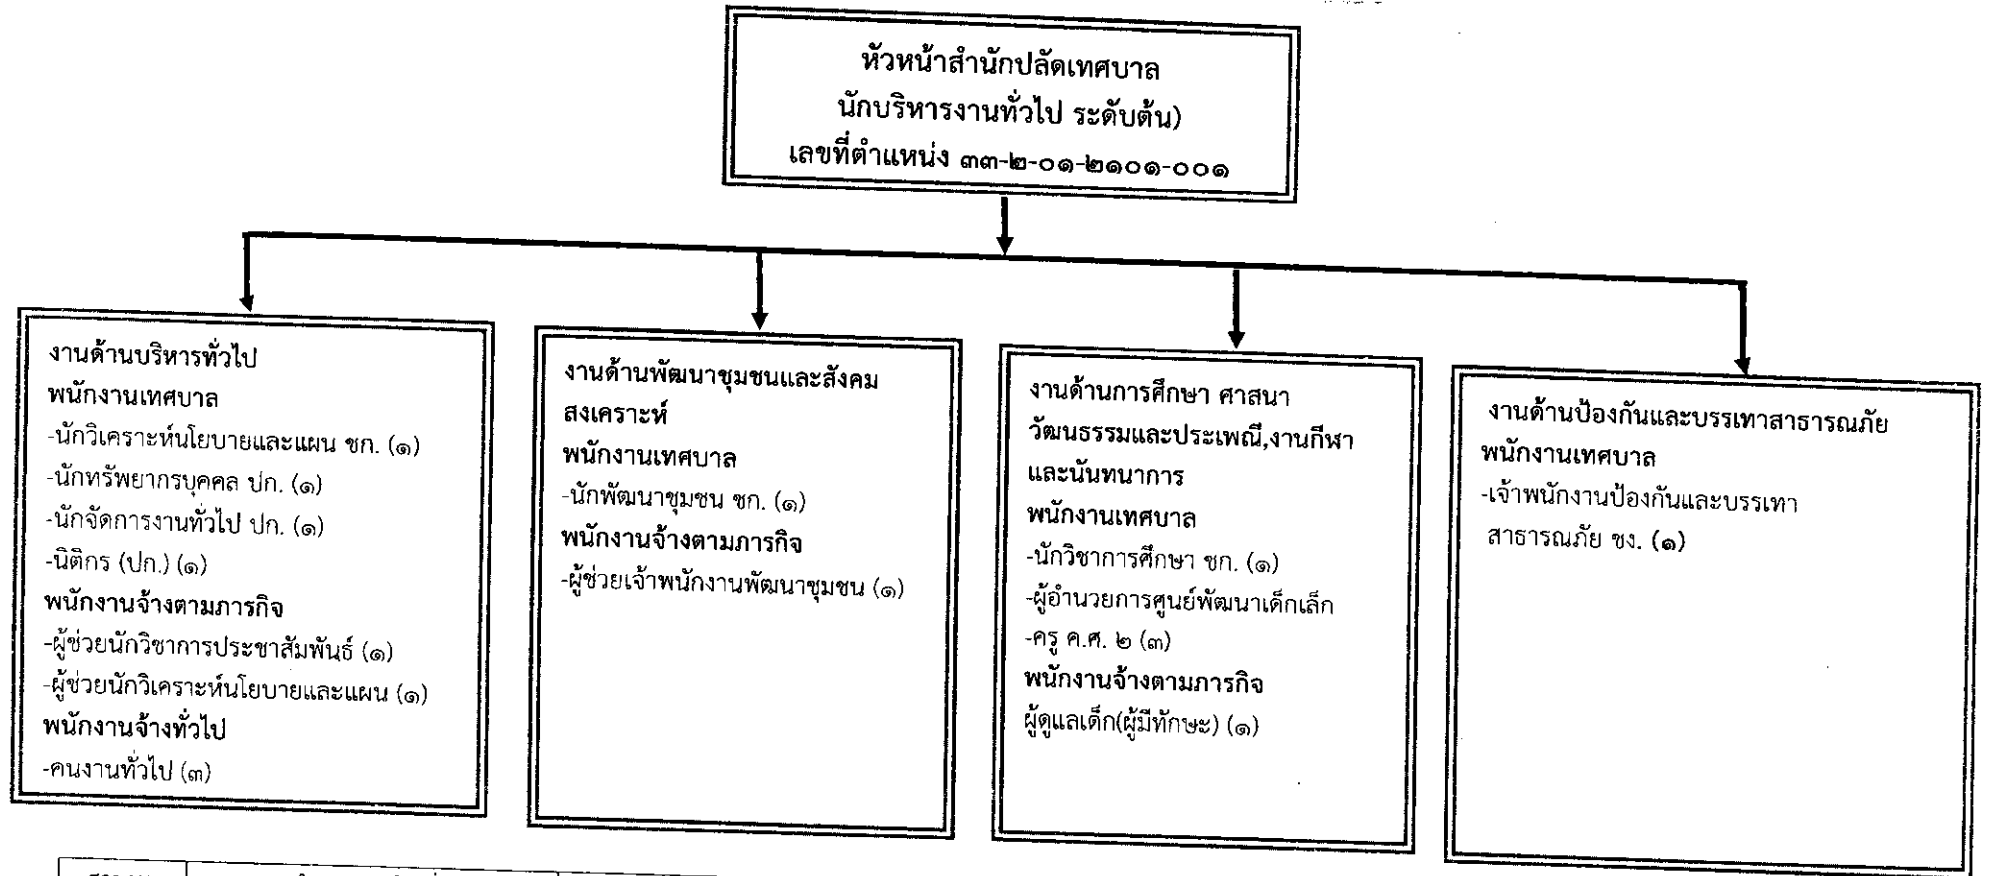 หัวหน้าสำนักปลัดเทศบาล
นักบริหารงานทั่วไป ระดับต้น)
เลขที่ตำแหน่ง ๓๓-๒-๐๑-๒๑๐๑-๐๐๑
งานด้านบริหารทั่วไป
พนักงานเทศบาล
-นักวิเคราะห์นโยบายและแผน ชก. (๑)
-นักทรัพยากรบุคคล ปก. (๑)
-นักจัดการงานทั่วไป ปก. (๑)
-นิติกร (ปก.) (๑)
พนักงานจ้างตามภารกิจ
-ผู้ช่วยนักวิชาการประชาสัมพันธ์ (๑)
-ผู้ช่วยนักวิเคราะห์นโยบายและแผน (๑)
พนักงานจ้างทั่วไป
-คนงานทั่วไป (๓)
งานด้านพัฒนาชุมชนและสังคม
สงเคราะห์
พนักงานเทศบาล
-นักพัฒนาชุมชน ชก. (๑)
พนักงานจ้างตามภารกิจ
-ผู้ช่วยเจ้าพนักงานพัฒนาชุมชน (๑)
งานด้านการศึกษา ศาสนา
วัฒนธรรมและประเพณี,งานกีฬา
และนันทนาการ
พนักงานเทศบาล
-นักวิชาการศึกษา ชก. (๑)
-ผู้อำนวยการศูนย์พัฒนาเด็กเล็ก
-ครู ค.ศ. ๒ (๓)
พนักงานจ้างตามภารกิจ
ผู้ดูแลเด็ก(ผู้มีทักษะ) (๑)
งานด้านป้องกันและบรรเทาสาธารณภัย
พนักงานเทศบาล
-เจ้าพนักงานป้องกันและบรรเทา
สาธารณภัย ชง. (๑)